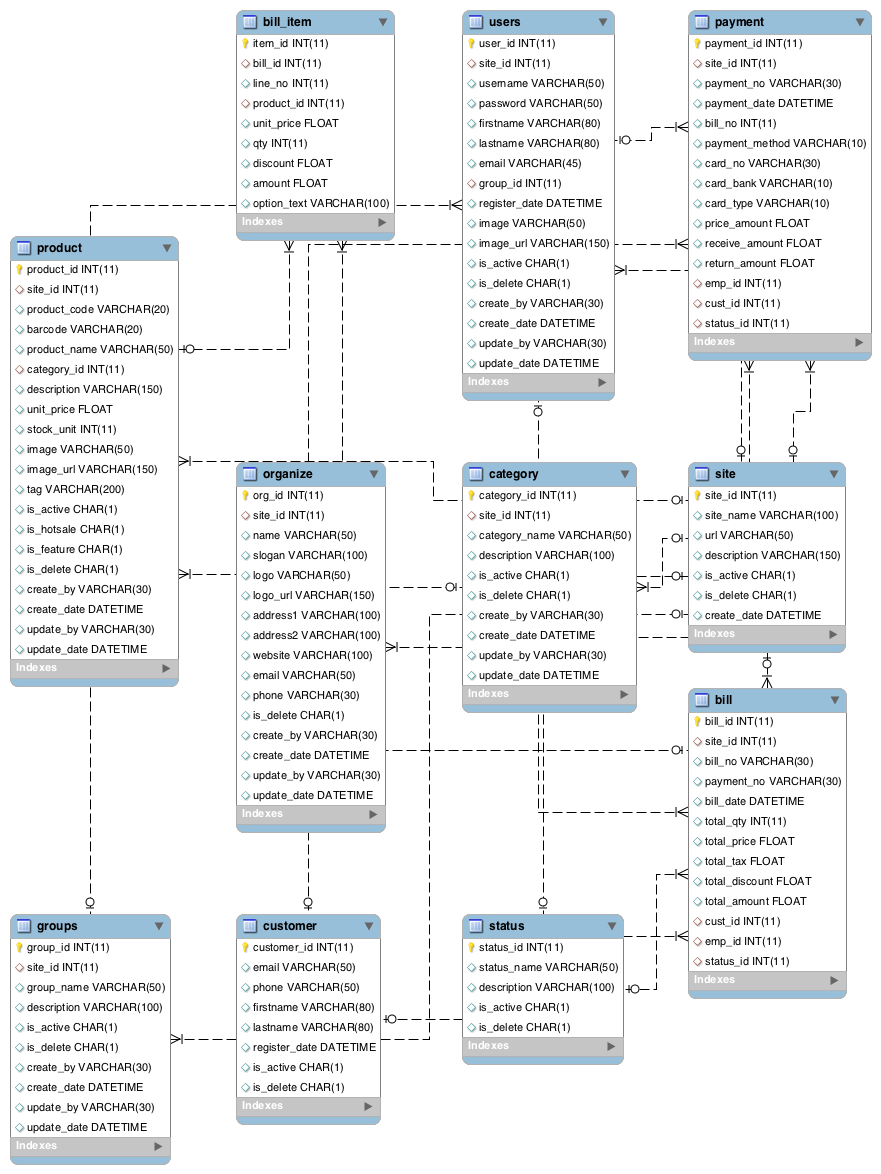 bill_item
item_id INT(11)
bill_id INT(11)
line_no INT(11)
product_id INT(11)
unit_price FLOAT
qty INT(11)
discount FLOAT
amount FLOAT
option_text VARCHAR(100)
Indexes
users
user_id INT(11)
site_id INT(11)
username VARCHAR(50)
password VARCHAR(50)
firstname VARCHAR(80)
lastname VARCHAR(80)
email VARCHAR(45)
group_id INT(11)
register_date DATETIME
image VARCHAR(50)
image_url VARCHAR(150)
is_active CHAR(1)
is_delete CHAR(1)
create_by VARCHAR(30)
create_date DATETIME
update_by VARCHAR(30)
update_date DATETIME
Indexes
payment
payment_id INT(11)
site_id INT(11)
payment_no VARCHAR(30)
payment_date DATETIME
bill_no INT(11)
payment_method VARCHAR(10)
card_no VARCHAR(30)
card_bank VARCHAR(10)
card_type VARCHAR(10)
price_amount FLOAT
receive_amount FLOAT
return_amount FLOAT
emp_id INT(11)
cust_id INT(11)
status_id INT(11)
Indexes
product
product_id INT(11)
site_id INT(11)
product_code VARCHAR(20)
barcode VARCHAR(20)
product_name VARCHAR(50)
category_id INT(11)
description VARCHAR(150)
unit_price FLOAT
stock_unit INT(11)
image VARCHAR(50)
image_url VARCHAR(150)
tag VARCHAR(200)
is_active CHAR(1)
is_hotsale CHAR(1)
is_feature CHAR(1)
is_delete CHAR(1)
create_by VARCHAR(30)
create_date DATETIME
update_by VARCHAR(30)
update_date DATETIME
Indexes
organize
org_id INT(11)
site_id INT(11)
name VARCHAR(50)
slogan VARCHAR(100)
logo VARCHAR(50)
logo_url VARCHAR(150)
address1 VARCHAR(100)
address2 VARCHAR(100)
website VARCHAR(100)
email VARCHAR(50)
phone VARCHAR(30)
is_delete CHAR(1)
create_by VARCHAR(30)
create_date DATETIME
update_by VARCHAR(30)
update_date DATETIME
Indexes
category
category_id INT(11)
site_id INT(11)
category_name VARCHAR(50)
description VARCHAR(100)
is_active CHAR(1)
is_delete CHAR(1)
create_by VARCHAR(30)
create_date DATETIME
update_by VARCHAR(30)
update_date DATETIME
Indexes
site
site_id INT(11)
site_name VARCHAR(100)
url VARCHAR(50)
description VARCHAR(150)
is_active CHAR(1)
is_delete CHAR(1)
create_date DATETIME
Indexes
bill
bill_id INT(11)
site_id INT(11)
bill_no VARCHAR(30)
payment_no VARCHAR(30)
bill_date DATETIME
total_qty INT(11)
total_price FLOAT
total_tax FLOAT
total_discount FLOAT
total_amount FLOAT
cust_id INT(11)
emp_id INT(11)
status_id INT(11)
Indexes
groups
group_id INT(11)
site_id INT(11)
group_name VARCHAR(50)
description VARCHAR(100)
is_active CHAR(1)
is_delete CHAR(1)
create_by VARCHAR(30)
create_date DATETIME
update_by VARCHAR(30)
update_date DATETIME
Indexes
customer
customer_id INT(11)
email VARCHAR(50)
phone VARCHAR(50)
firstname VARCHAR(80)
lastname VARCHAR(80)
register_date DATETIME
is_active CHAR(1)
is_delete CHAR(1)
Indexes
status
status_id INT(11)
status_name VARCHAR(50)
description VARCHAR(100)
is_active CHAR(1)
is_delete CHAR(1)
Indexes